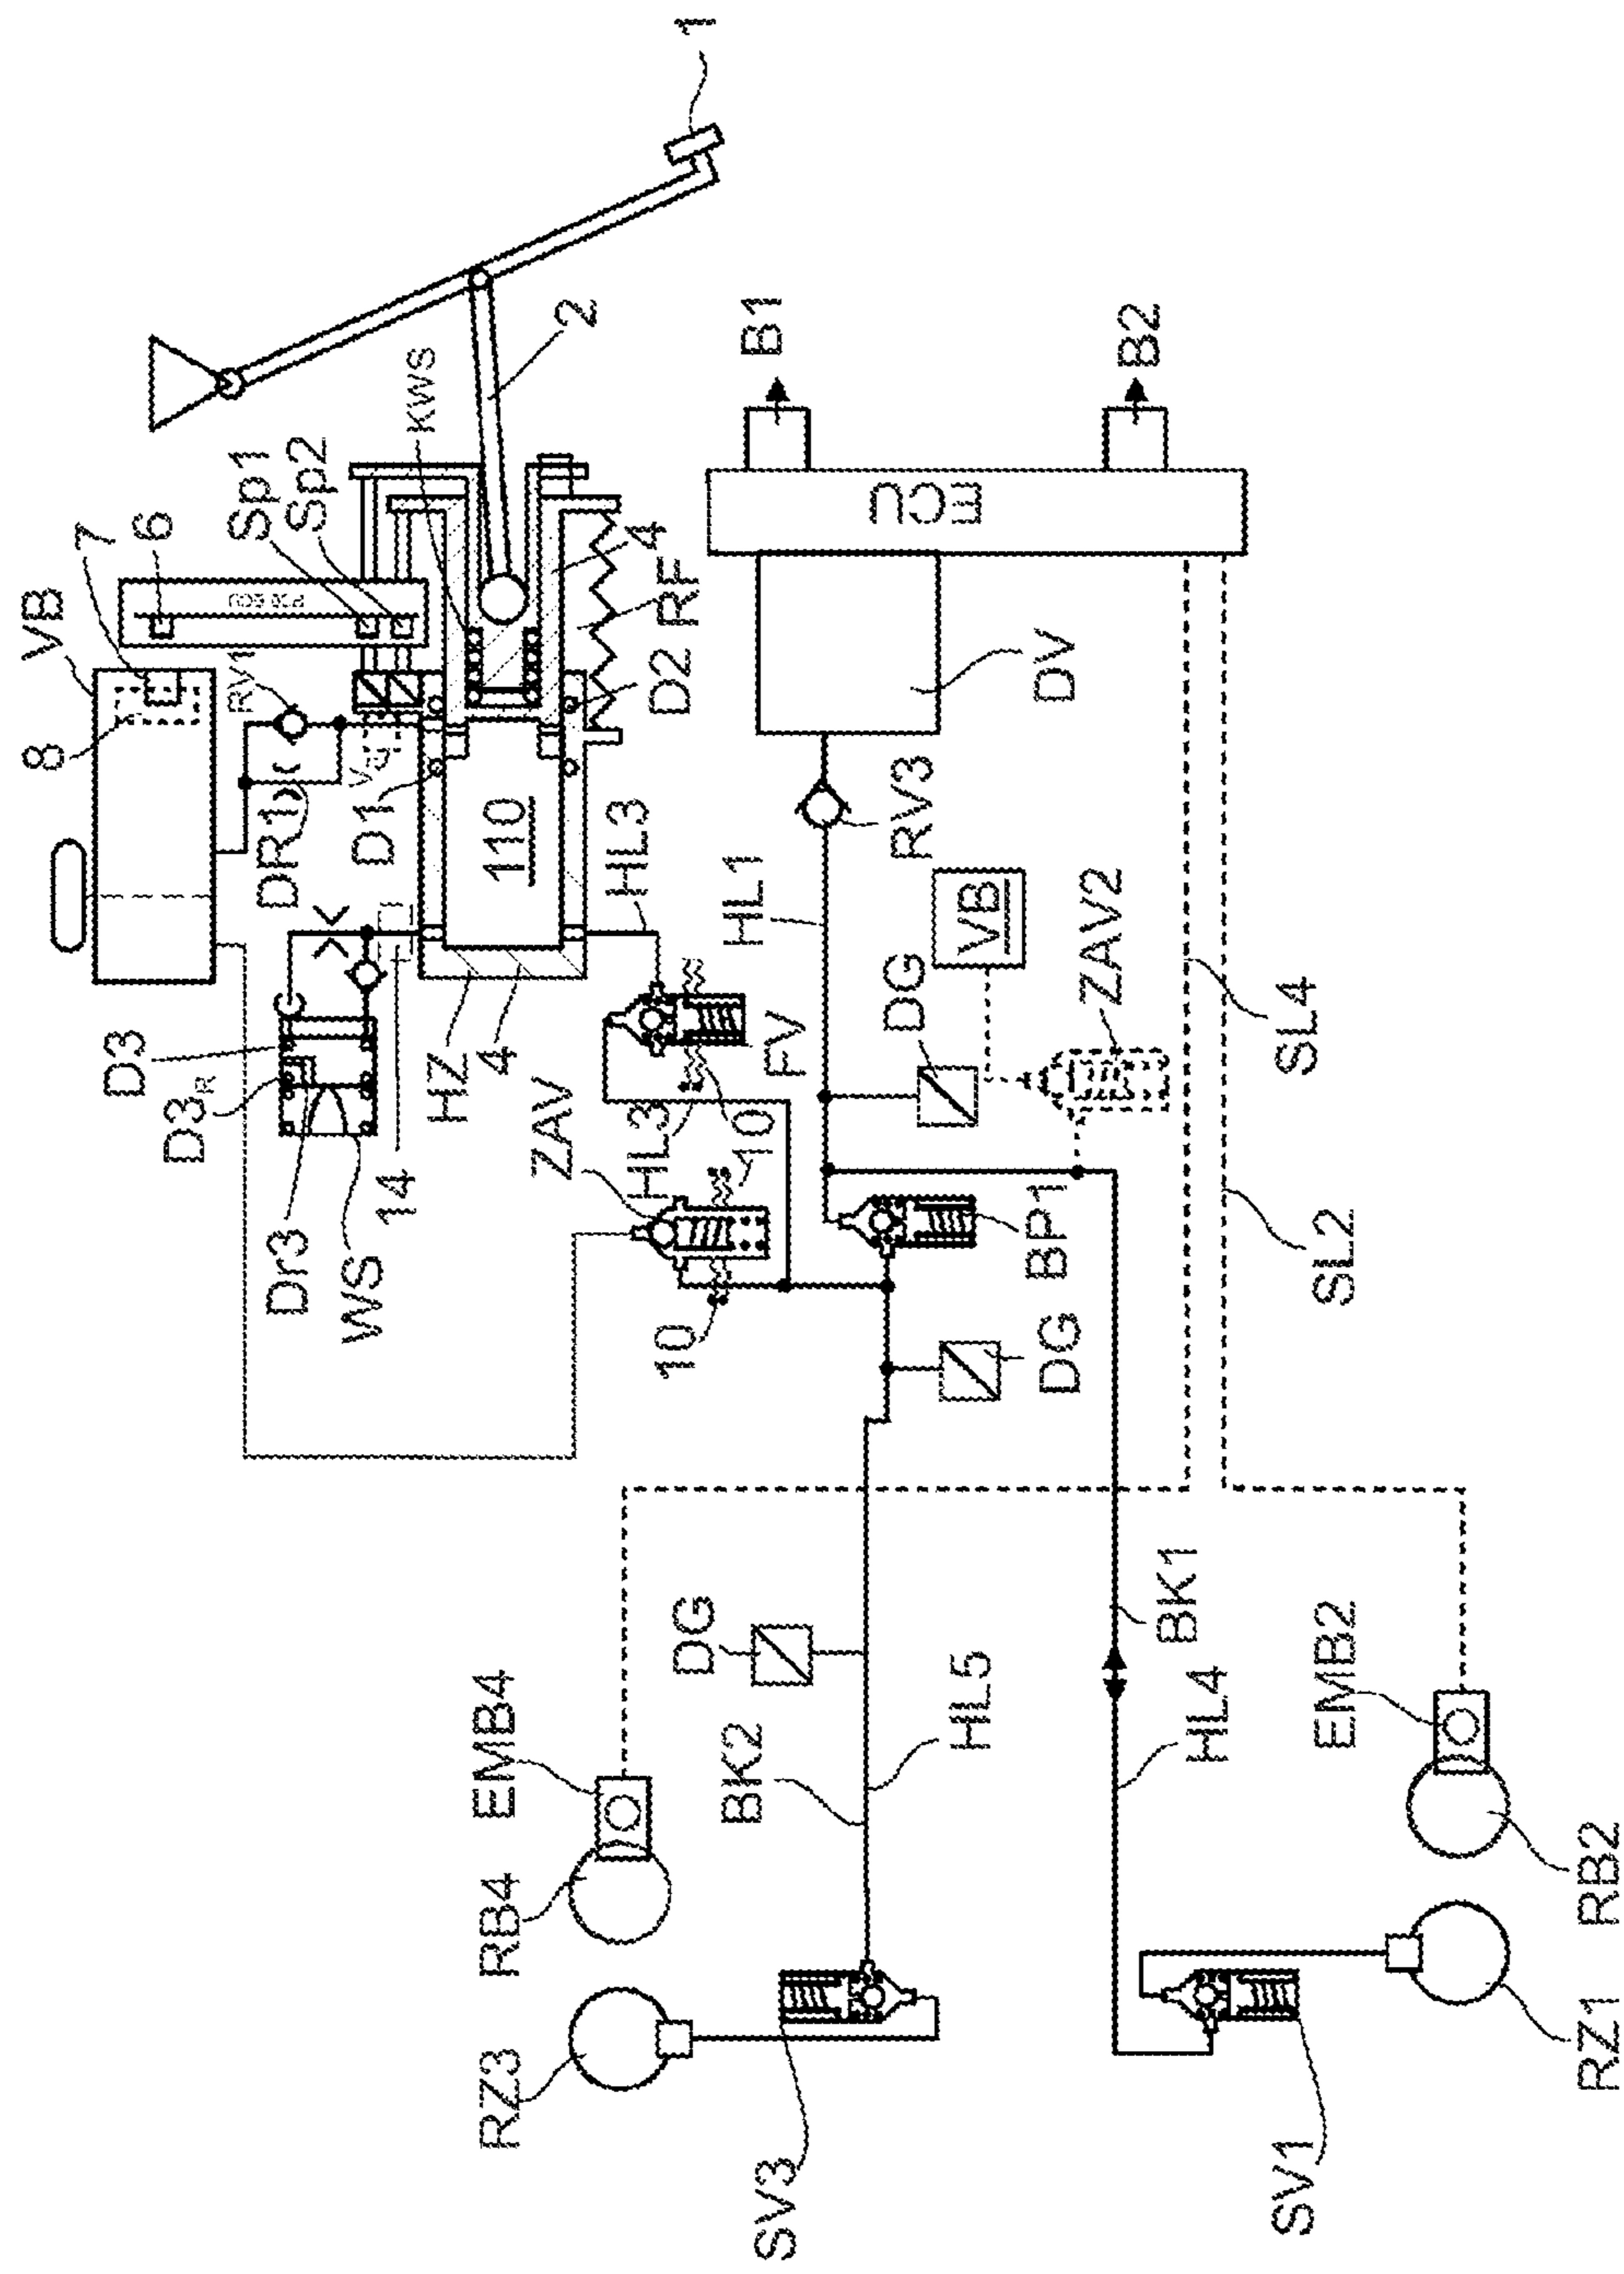 1
2
B1
B2
KWS
Sp1
Sp2
6
7
VB
8
RV1
4
RF
D2
ECU
DV
RV3
DR1
D1
110
HL3
HL1
VB
DG
ZAV2
SL4
SL2
D3
D3R
Dr3
WS
14
HZ
4
FV
ZAV
HL3
10
10
10
BP1
DG
DG
BK1
HL5
HL4
BK2
EMB4
EMB2
RB4
RB2
RZ3
RZ1
SV3
SV1